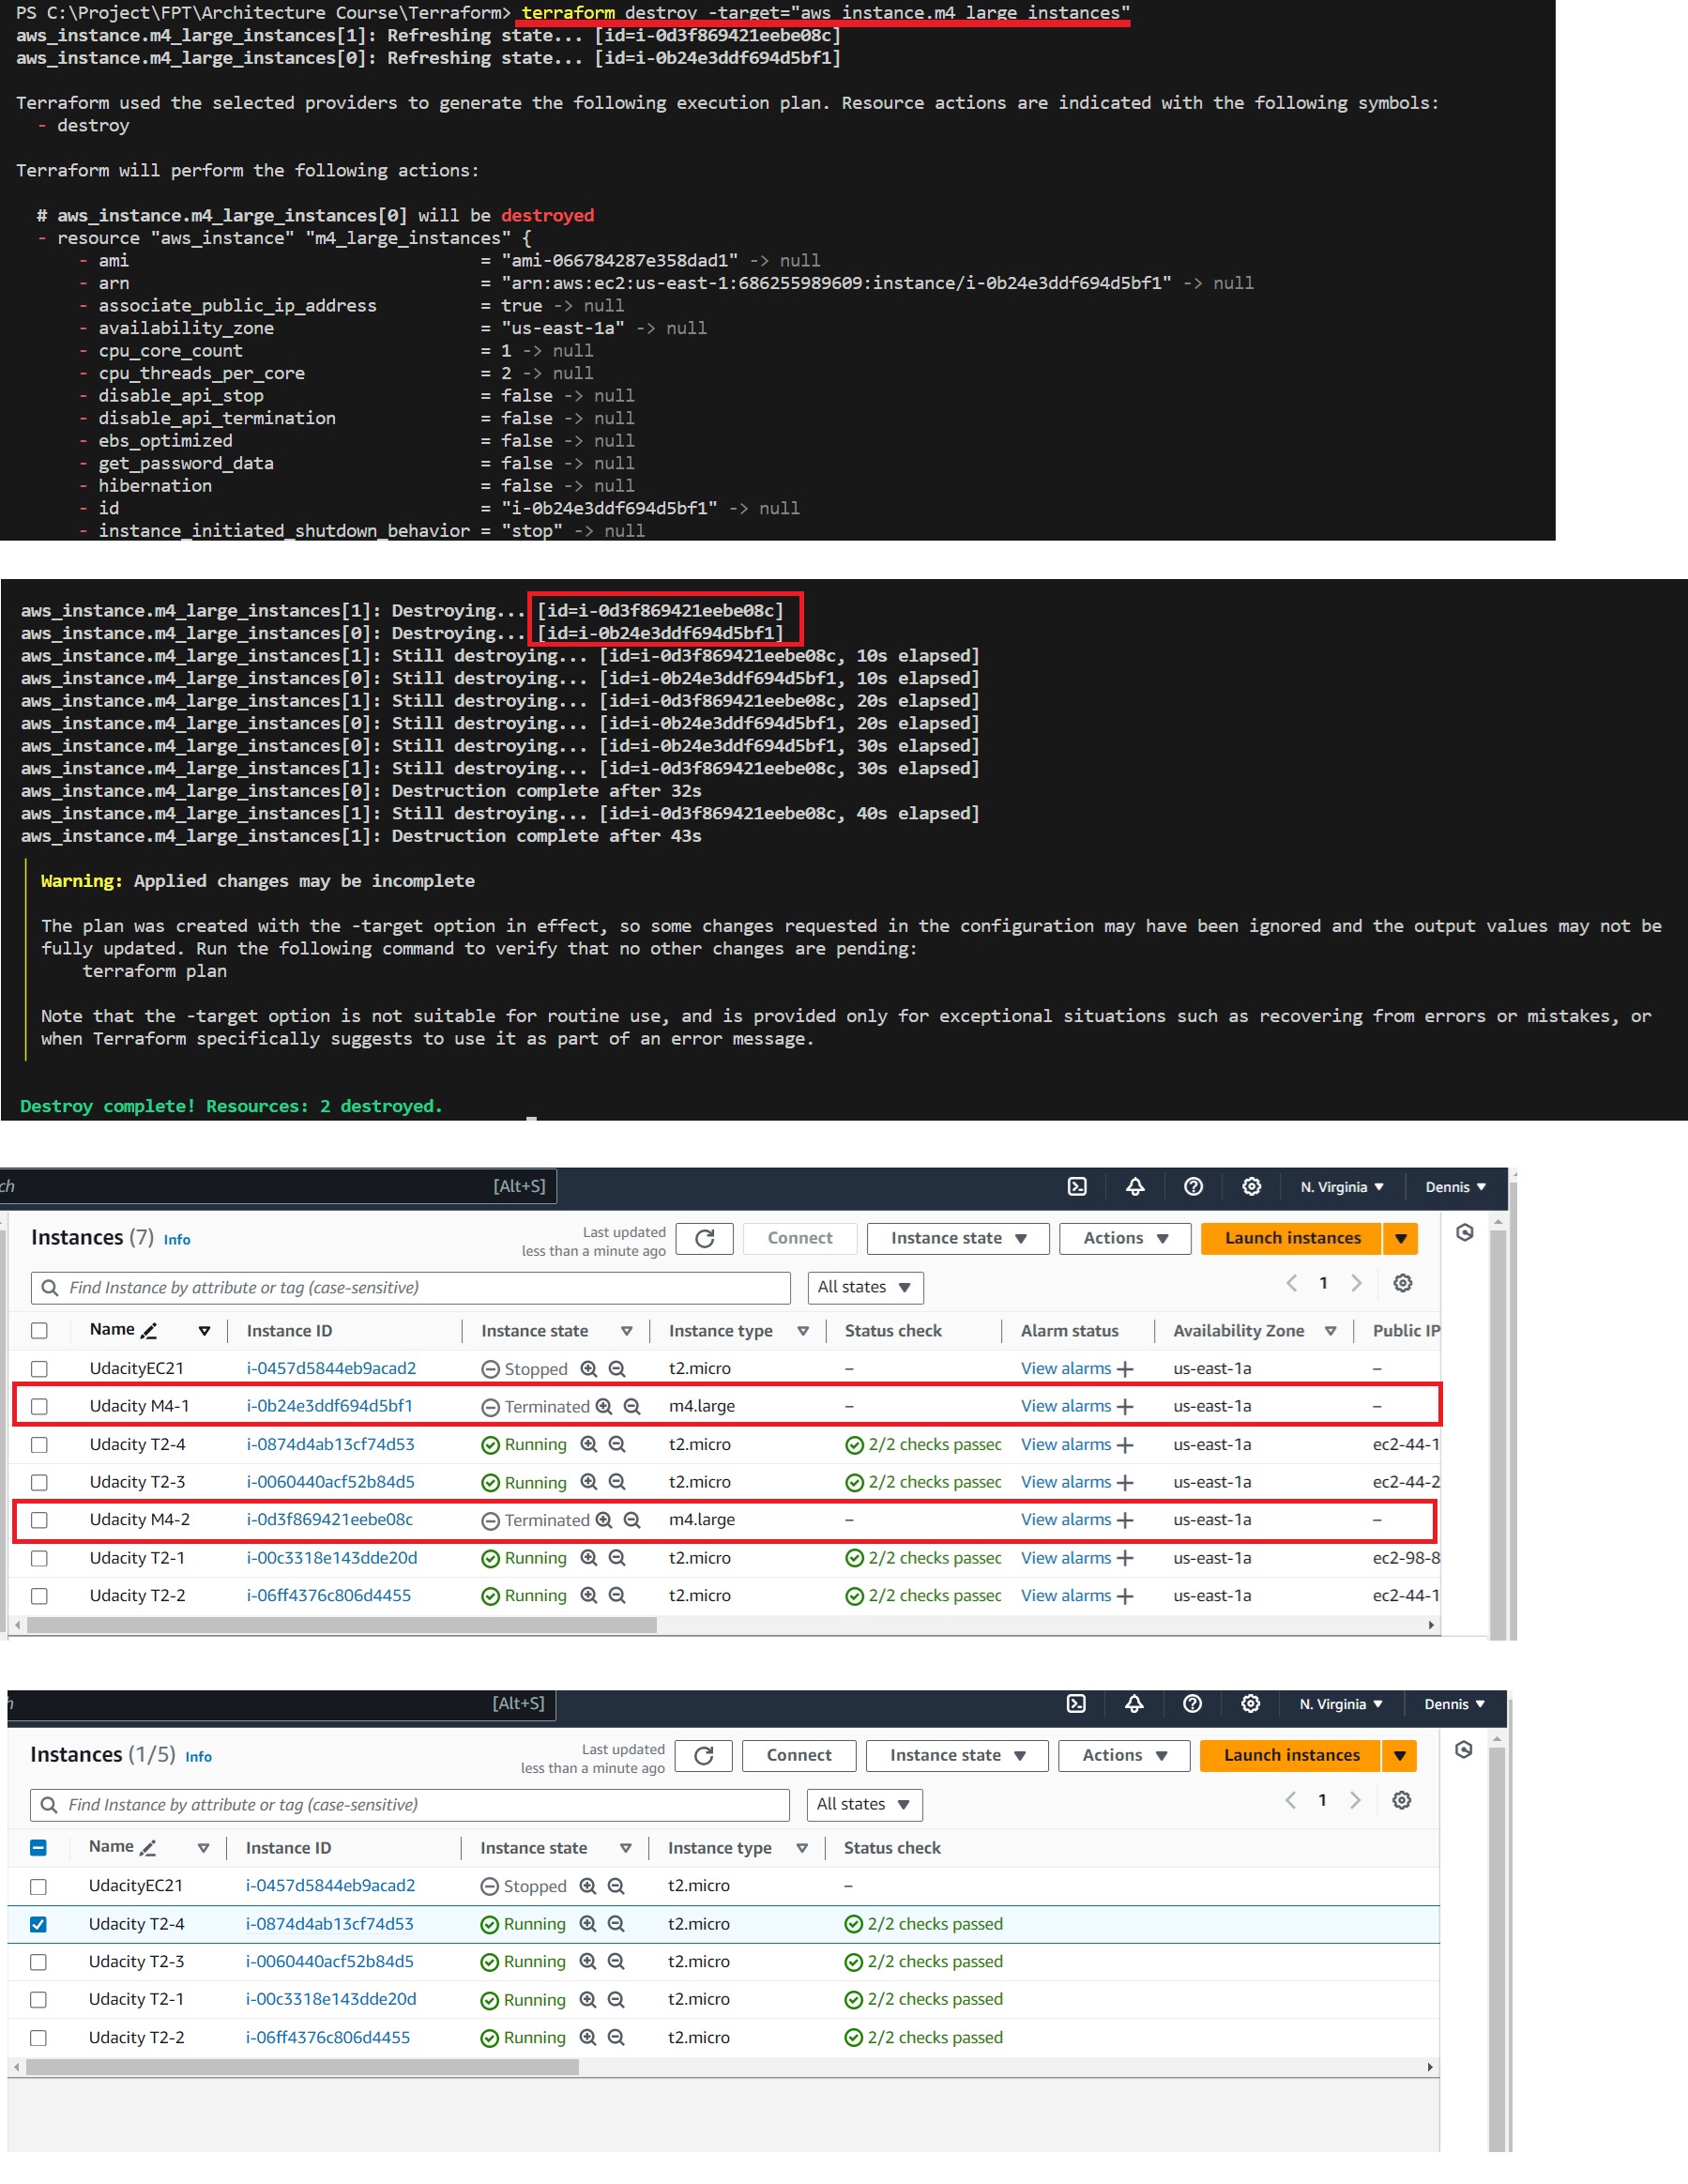 PS C:\Project\FPT\Architecture Course\Terraform> terraform destroy -target="aws_instance.m4_large_instances"
aws_instance.m4_large_instances[1]: Refreshing state... [id=i-0d3f869421eebe08c]
aws_instance.m4_large_instances[0]: Refreshing state... [id=i-0b24e3ddf694d5bf1]
Terraform used the selected providers to generate the following execution plan. Resource actions are indicated with the following symbols:
- destroy
Terraform will perform the following actions:
# aws_instance.m4_large_instances[0] will be destroyed
- resource "aws_instance" "m4_large_instances" {
- ami = "ami-066784287e358dad1" -> null
- arn = "arn:aws:ec2:us-east-1:686255989609:instance/i-0b24e3ddf694d5bf1" -> null
- associate_public_ip_address = true -> null
- availability_zone = "us-east-1a" -> null
- cpu_core_count = 1 -> null
- cpu_threads_per_core = 2 -> null
- disable_api_stop = false -> null
- disable_api_termination = false -> null
- ebs_optimized = false -> null
- get_password_data = false -> null
- hibernation = false -> null
- id = "i-0b24e3ddf694d5bf1" -> null
- instance_initiated_shutdown_behavior = "stop" -> null
aws_instance.m4_large_instances[1]: Destroying... [id=i-0d3f869421eebe08c]
aws_instance.m4_large_instances[0]: Destroying... [id=i-0b24e3ddf694d5bf1]
aws_instance.m4_large_instances[1]: Still destroying... [id=i-0d3f869421eebe08c, 10s elapsed]
aws_instance.m4_large_instances[0]: Still destroying... [id=i-0b24e3ddf694d5bf1, 10s elapsed]
aws_instance.m4_large_instances[1]: Still destroying... [id=i-0d3f869421eebe08c, 20s elapsed]
aws_instance.m4_large_instances[0]: Still destroying... [id=i-0b24e3ddf694d5bf1, 20s elapsed]
aws_instance.m4_large_instances[0]: Still destroying... [id=i-0b24e3ddf694d5bf1, 30s elapsed]
aws_instance.m4_large_instances[1]: Still destroying... [id=i-0d3f869421eebe08c, 30s elapsed]
aws_instance.m4_large_instances[0]: Destruction complete after 32s
aws_instance.m4_large_instances[1]: Still destroying... [id=i-0d3f869421eebe08c, 40s elapsed]
aws_instance.m4_large_instances[1]: Destruction complete after 43s
Warning: Applied changes may be incomplete
The plan was created with the -target option in effect, so some changes requested in the configuration may have been ignored and the output values may not be
fully updated. Run the following command to verify that no other changes are pending:
terraform plan
Note that the -target option is not suitable for routine use, and is provided only for exceptional situations such as recovering from errors or mistakes, or
when Terraform specifically suggests to use it as part of an error message.
Destroy complete! Resources: 2 destroyed.
ch [Alt+S] N. Virginia Dennis
Instances (7) Info Last updated less than a minute ago Connect Instance state Actions Launch instances
Find Instance by attribute or tag (case-sensitive) All states 1
Name Instance ID Instance state Instance type Status check Alarm status Availability Zone Public IP
UdacityEC21 i-0457d5844eb9acad2 Stopped t2.micro – View alarms + us-east-1a –
Udacity M4-1 i-0b24e3ddf694d5bf1 Terminated m4.large – View alarms + us-east-1a –
Udacity T2-4 i-0874d4ab13cf74d53 Running t2.micro 2/2 checks passec View alarms + us-east-1a ec2-44-1
Udacity T2-3 i-0060440acf52b84d5 Running t2.micro 2/2 checks passec View alarms + us-east-1a ec2-44-2
Udacity M4-2 i-0d3f869421eebe08c Terminated m4.large – View alarms + us-east-1a –
Udacity T2-1 i-00c3318e143dde20d Running t2.micro 2/2 checks passec View alarms + us-east-1a ec2-98-8
Udacity T2-2 i-06ff4376c806d4455 Running t2.micro 2/2 checks passec View alarms + us-east-1a ec2-44-1
h [Alt+S] N. Virginia Dennis
Instances (1/5) Info Last updated less than a minute ago Connect Instance state Actions Launch instances
Find Instance by attribute or tag (case-sensitive) All states 1
Name Instance ID Instance state Instance type Status check
UdacityEC21 i-0457d5844eb9acad2 Stopped t2.micro –
Udacity T2-4 i-0874d4ab13cf74d53 Running t2.micro 2/2 checks passed
Udacity T2-3 i-0060440acf52b84d5 Running t2.micro 2/2 checks passed
Udacity T2-1 i-00c3318e143dde20d Running t2.micro 2/2 checks passed
Udacity T2-2 i-06ff4376c806d4455 Running t2.micro 2/2 checks passed